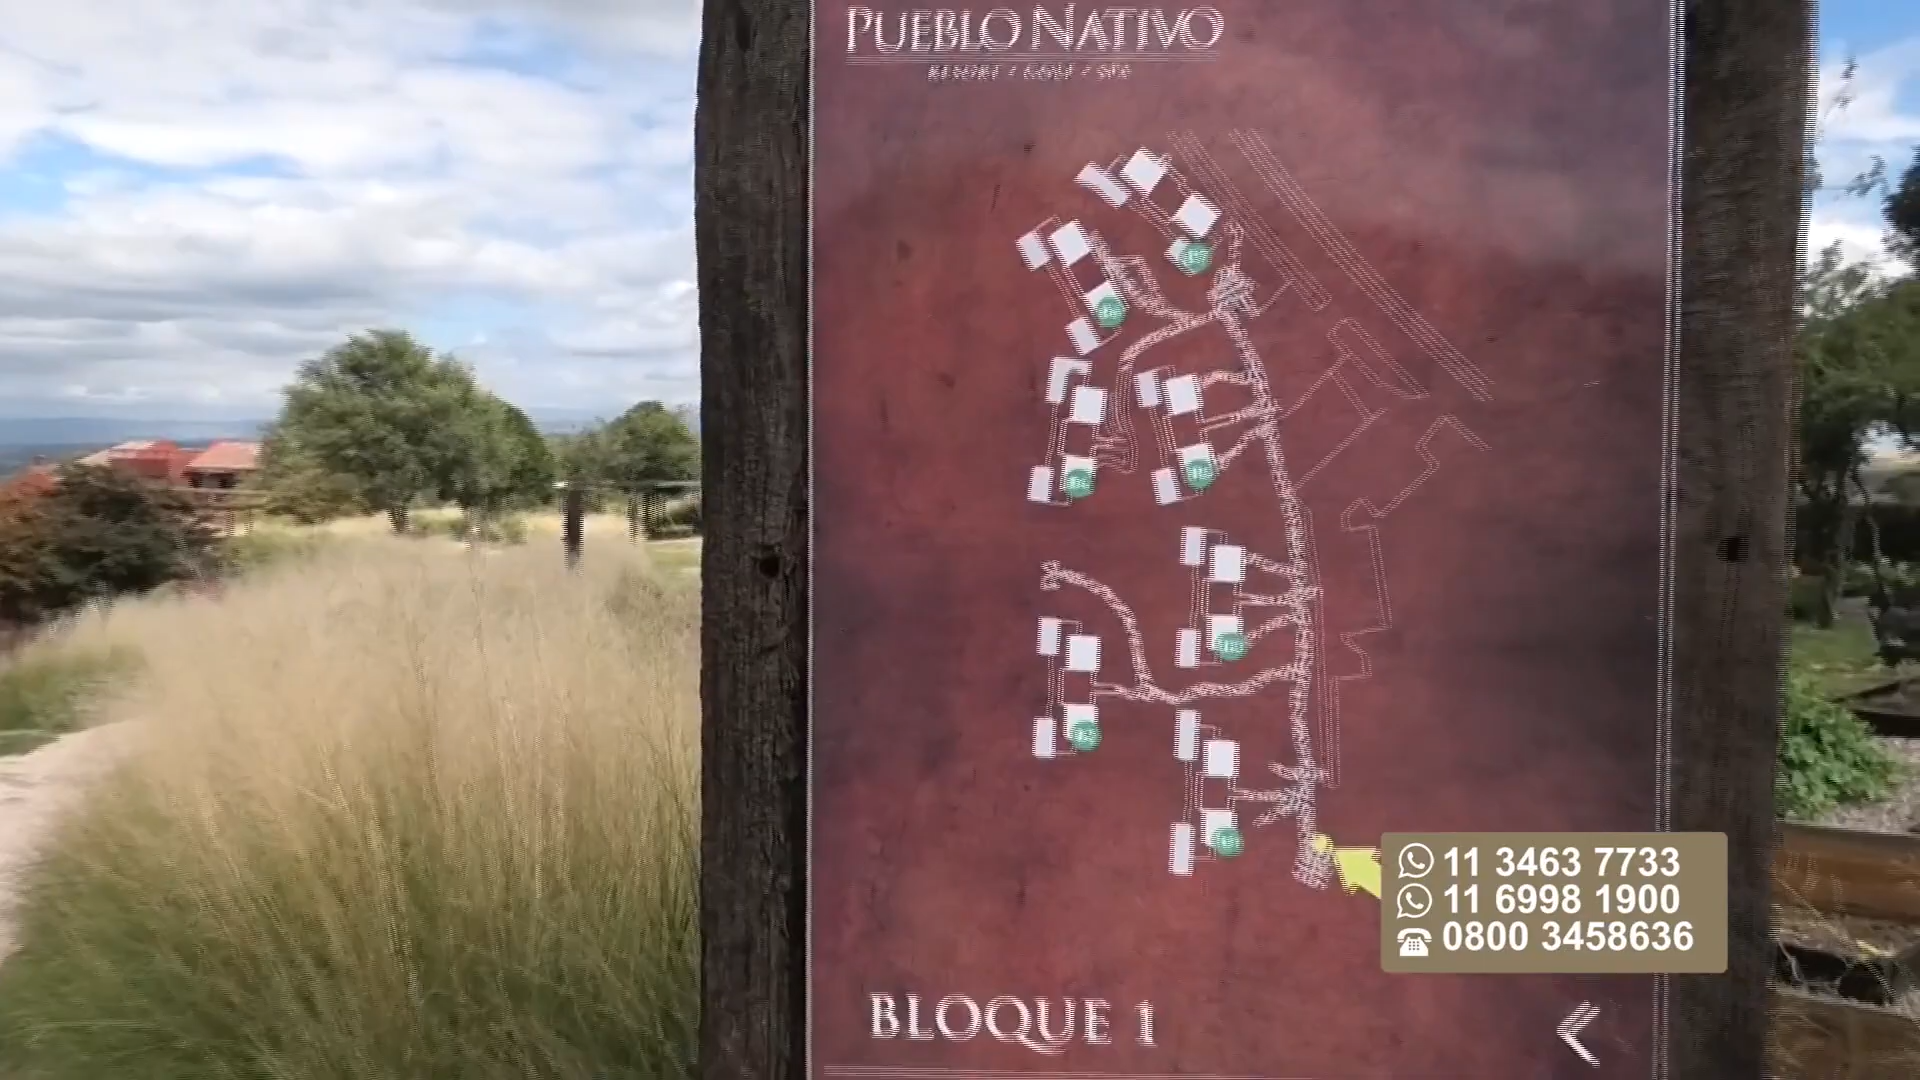 PUEBLO NATIVO
RESORT / GOLF / SPA
11 3463 7733
11 6998 1900
0800 3458636
BLOQUE 1